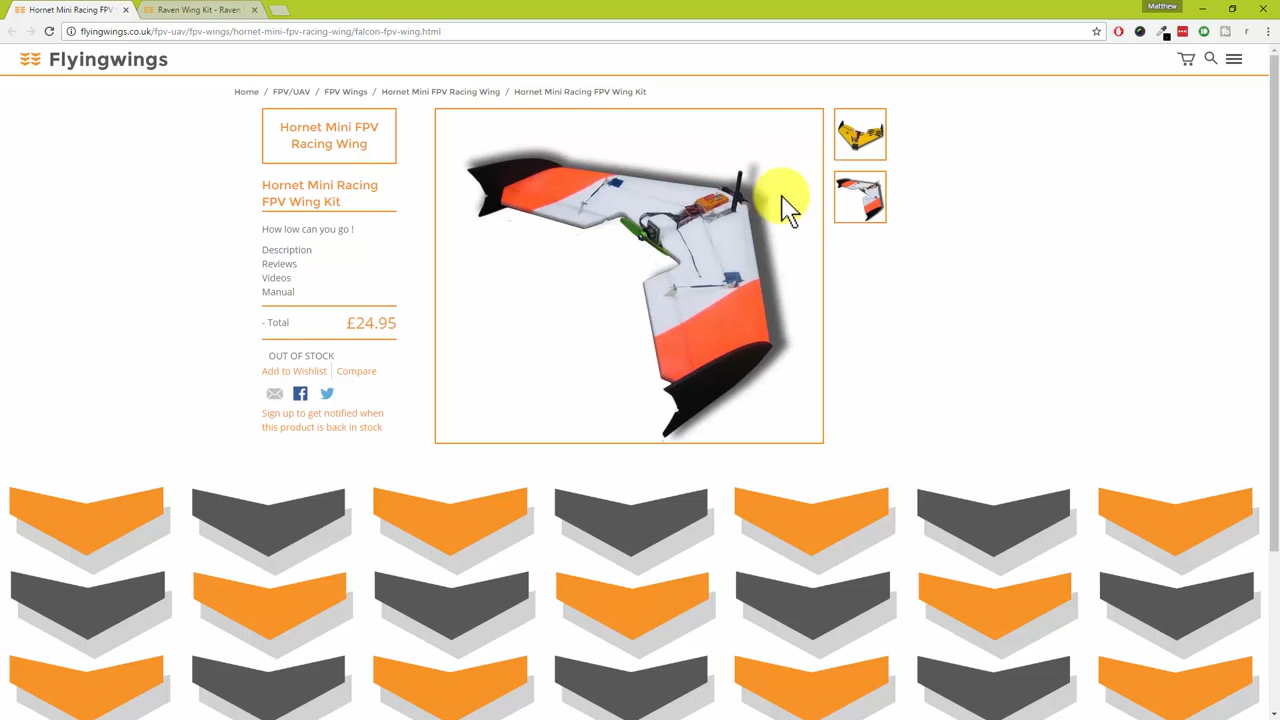 Hornet Mini Racing FPV
Raven Wing Kit - Raven
Matthew
flyingwings.co.uk/fpv-uav/fpv-wings/hornet-mini-fpv-racing-wing/falcon-fpv-wing.html
Flyingwings
Home / FPV/UAV / FPV Wings / Hornet Mini FPV Racing Wing / Hornet Mini Racing FPV Wing Kit
Hornet Mini FPV
Racing Wing
Hornet Mini Racing
FPV Wing Kit
How low can you go !
Description
Reviews
Videos
Manual
- Total £24.95
OUT OF STOCK
Add to Wishlist | Compare
Sign up to get notified when
this product is back in stock